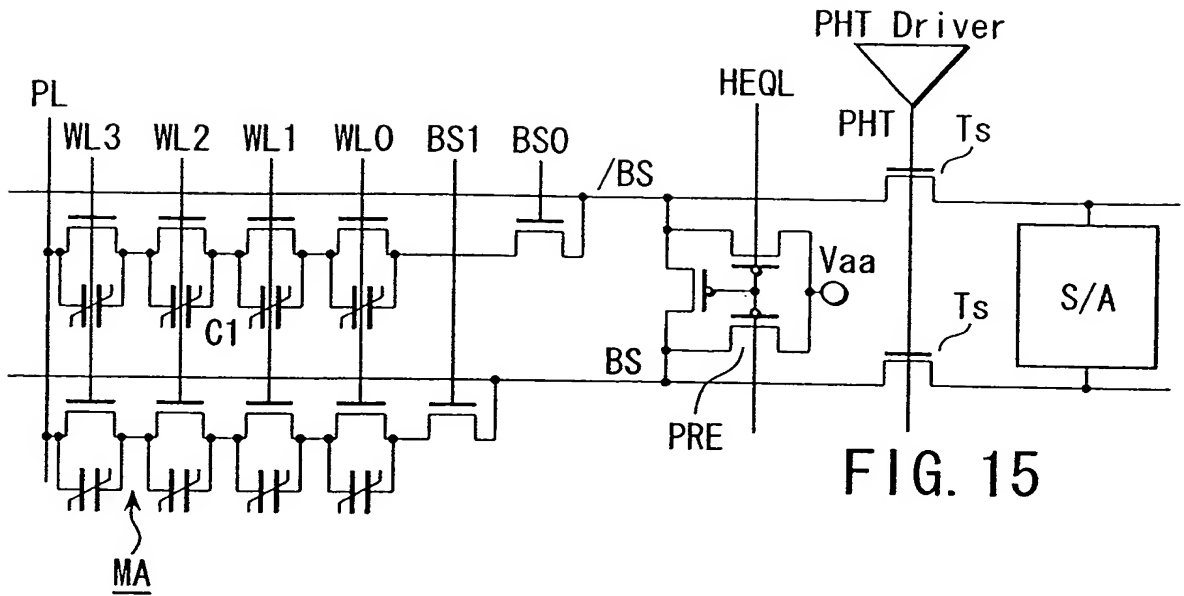 PHT Driver
PL
HEQL
WL3 WL2 WL1 WL0 BS1 BS0
PHT
Ts
/BS
Vaa
S/A
C1
Ts
BS
PRE
FIG. 15
MA